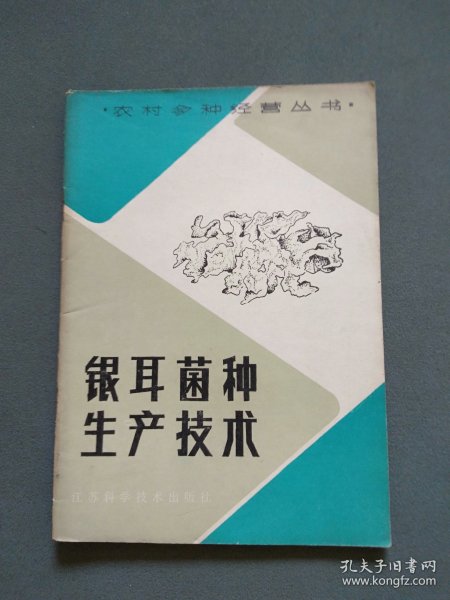 ·农村多种经营丛书·
银耳菌种
生产技术
江苏科学技术出版社
孔夫子旧书网
www.kongfz.com